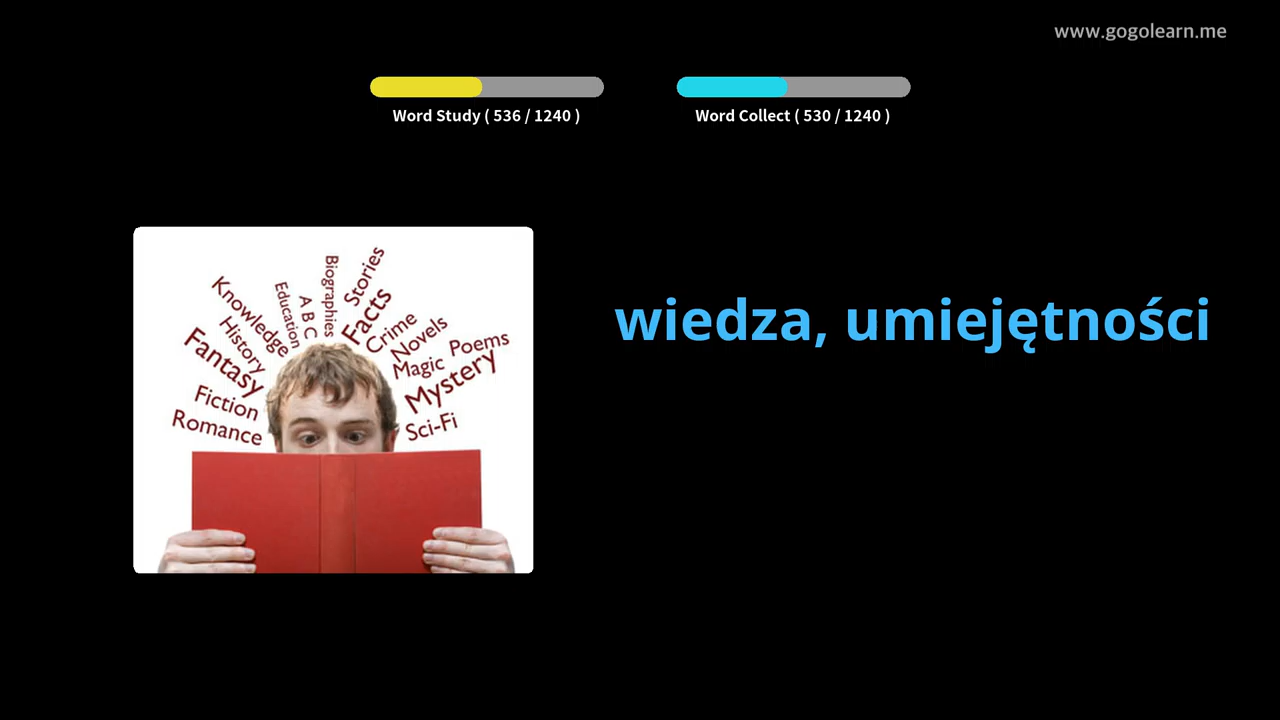 www.gogolearn.me
Word Study ( 536 / 1240 )
Word Collect ( 530 / 1240 )
wiedza, umiejętności
Knowledge
Education
A B C
Biographies
Stories
Facts
History
Crime
Novels
Fantasy
Magic
Poems
Mystery
Fiction
Romance
Sci-Fi